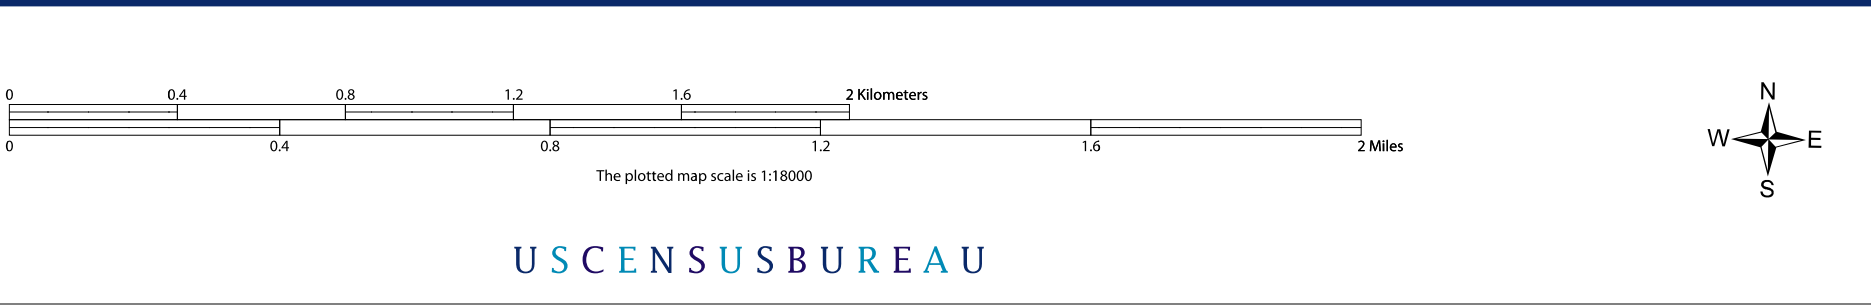 0 0.4 0.8 1.2 1.6 2 Kilometers
0 0.4 0.8 1.2 1.6 2 Miles
The plotted map scale is 1:18000
N
W E
S
U S C E N S U S B U R E A U